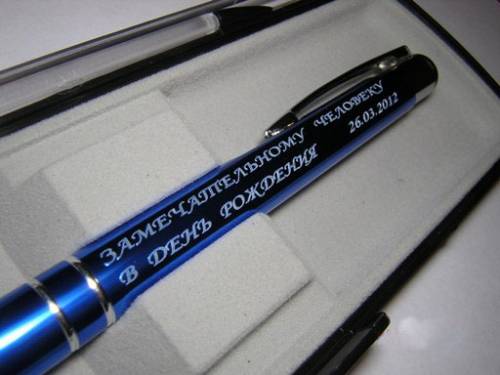 ЗАМЕЧАТЕЛЬНОМУ ЧЕЛОВЕКУ
В ДЕНЬ РОЖДЕНИЯ 26.03.2012